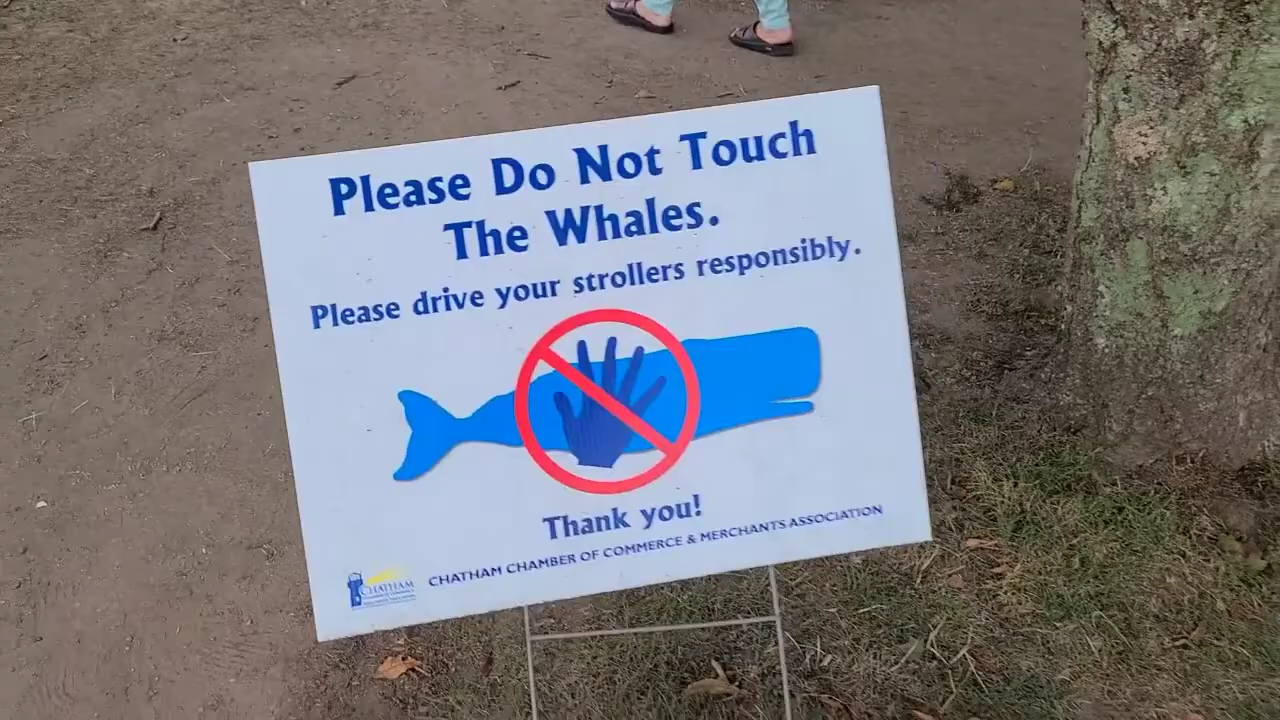 Please Do Not Touch
The Whales.
Please drive your strollers responsibly.
Thank you!
CHATHAM CHAMBER OF COMMERCE & MERCHANTS ASSOCIATION
CHATHAM